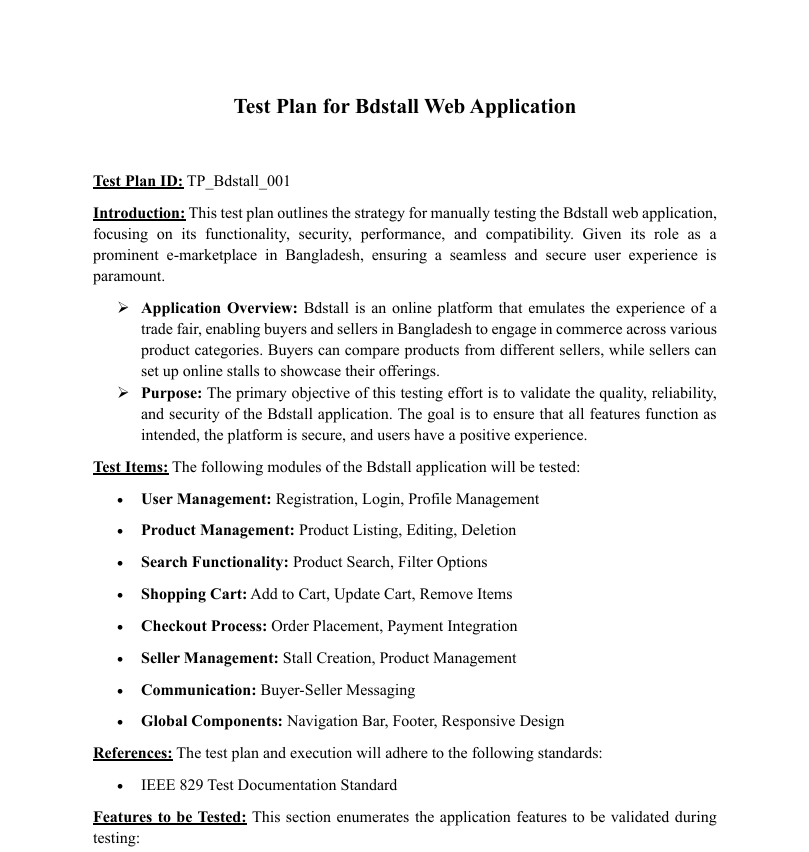 Test Plan for Bdstall Web Application
Test Plan ID: TP_Bdstall_001
Introduction: This test plan outlines the strategy for manually testing the Bdstall web application,
focusing on its functionality, security, performance, and compatibility. Given its role as a
prominent e-marketplace in Bangladesh, ensuring a seamless and secure user experience is
paramount.
➢ Application Overview: Bdstall is an online platform that emulates the experience of a
trade fair, enabling buyers and sellers in Bangladesh to engage in commerce across various
product categories. Buyers can compare products from different sellers, while sellers can
set up online stalls to showcase their offerings.
➢ Purpose: The primary objective of this testing effort is to validate the quality, reliability,
and security of the Bdstall application. The goal is to ensure that all features function as
intended, the platform is secure, and users have a positive experience.
Test Items: The following modules of the Bdstall application will be tested:
• User Management: Registration, Login, Profile Management
• Product Management: Product Listing, Editing, Deletion
• Search Functionality: Product Search, Filter Options
• Shopping Cart: Add to Cart, Update Cart, Remove Items
• Checkout Process: Order Placement, Payment Integration
• Seller Management: Stall Creation, Product Management
• Communication: Buyer-Seller Messaging
• Global Components: Navigation Bar, Footer, Responsive Design
References: The test plan and execution will adhere to the following standards:
• IEEE 829 Test Documentation Standard
Features to be Tested: This section enumerates the application features to be validated during
testing: